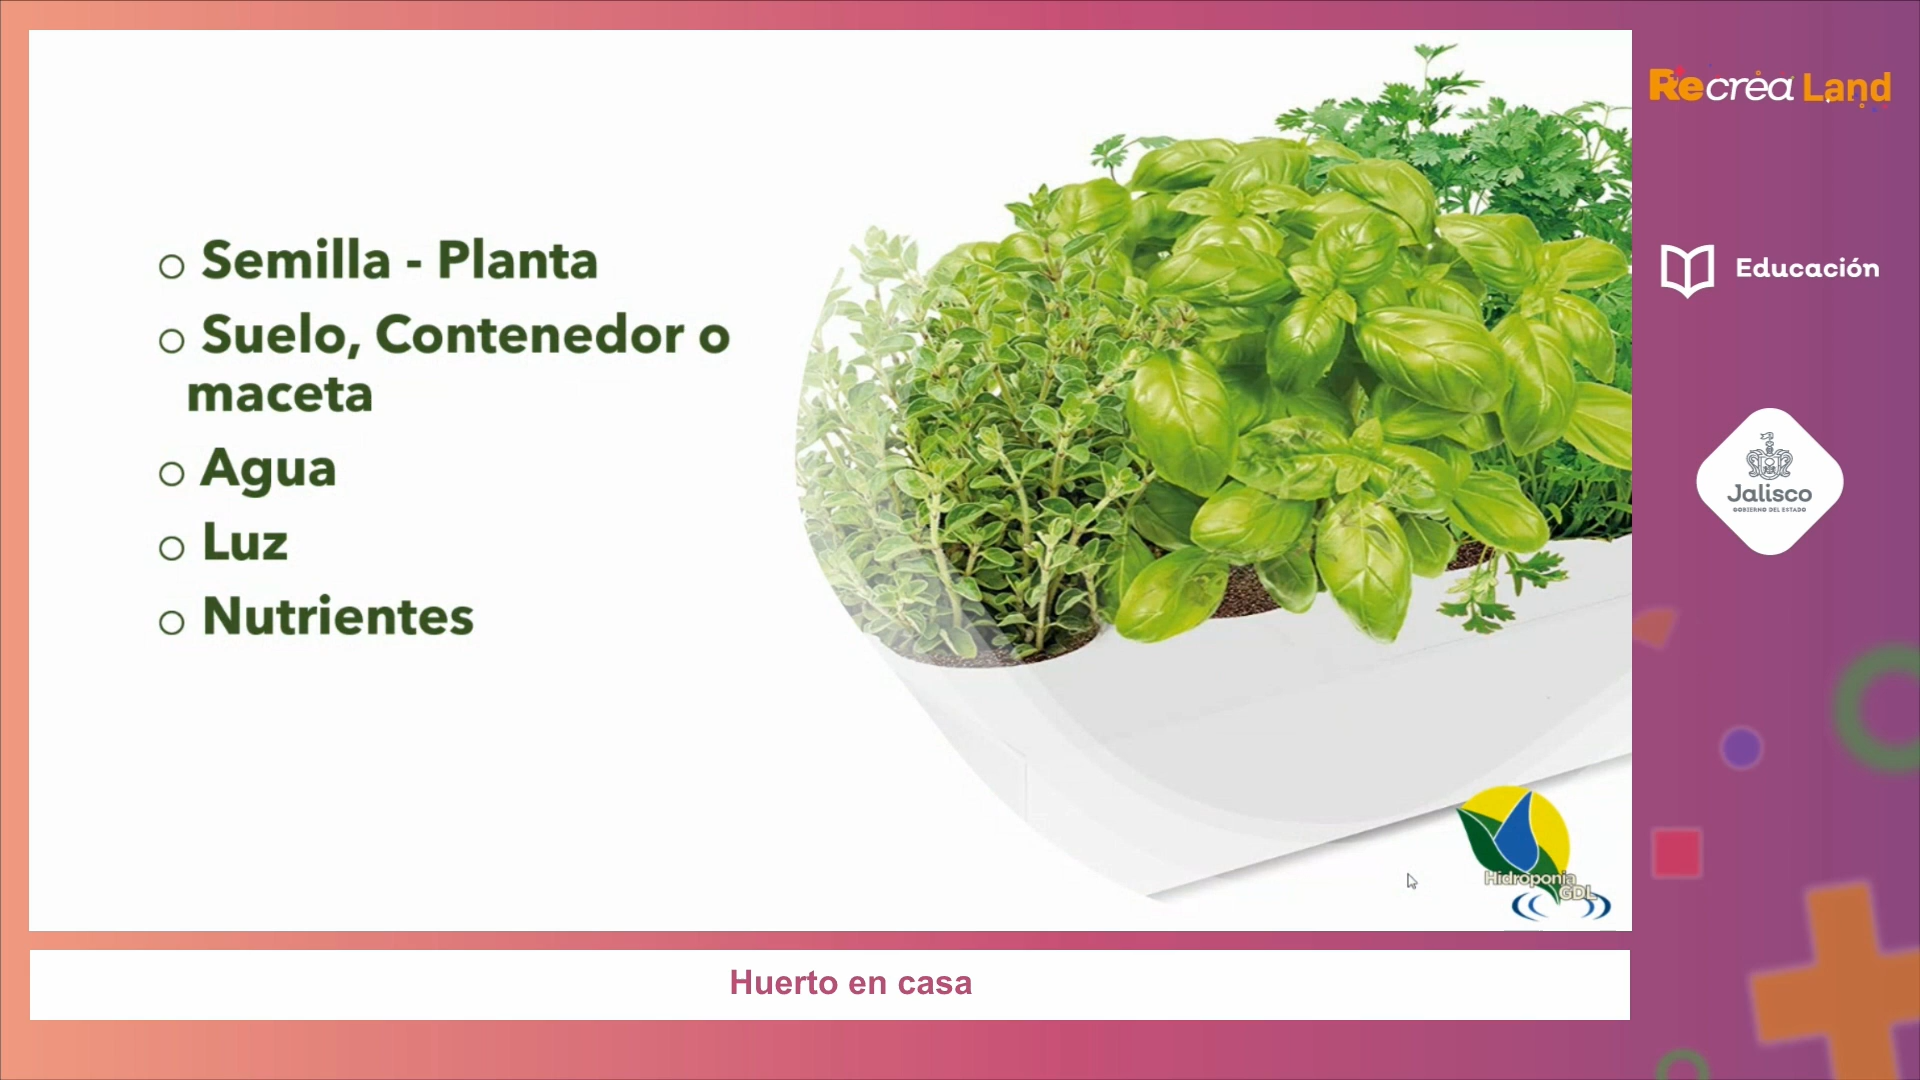 Semilla - Planta
Suelo, Contenedor o
maceta
Agua
Luz
Nutrientes
Hidroponia
GDL
Huerto en casa
Recrea Land
Educación
Jalisco
GOBIERNO DEL ESTADO